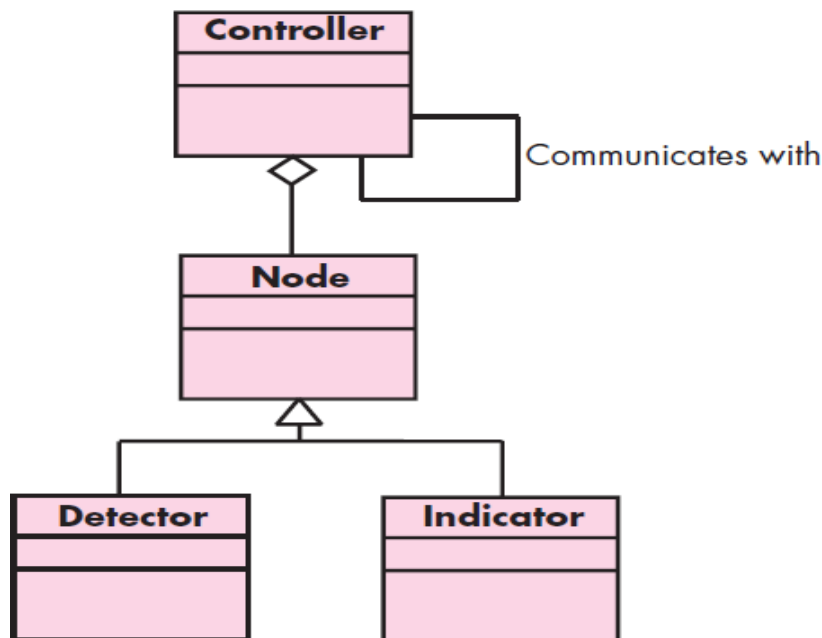 Controller
Communicates with
Node
Detector
Indicator